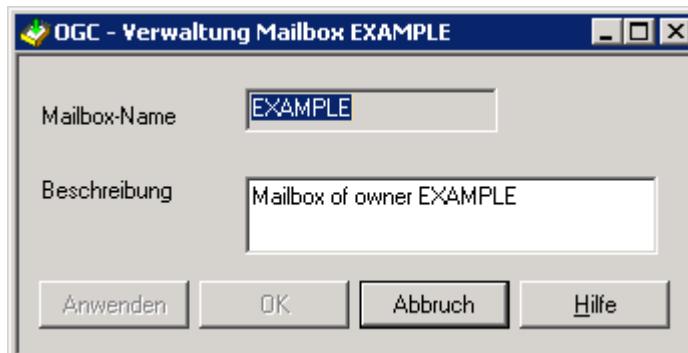 OGC - Verwaltung Mailbox EXAMPLE
Mailbox-Name EXAMPLE
Beschreibung Mailbox of owner EXAMPLE
Anwenden OK Abbruch Hilfe